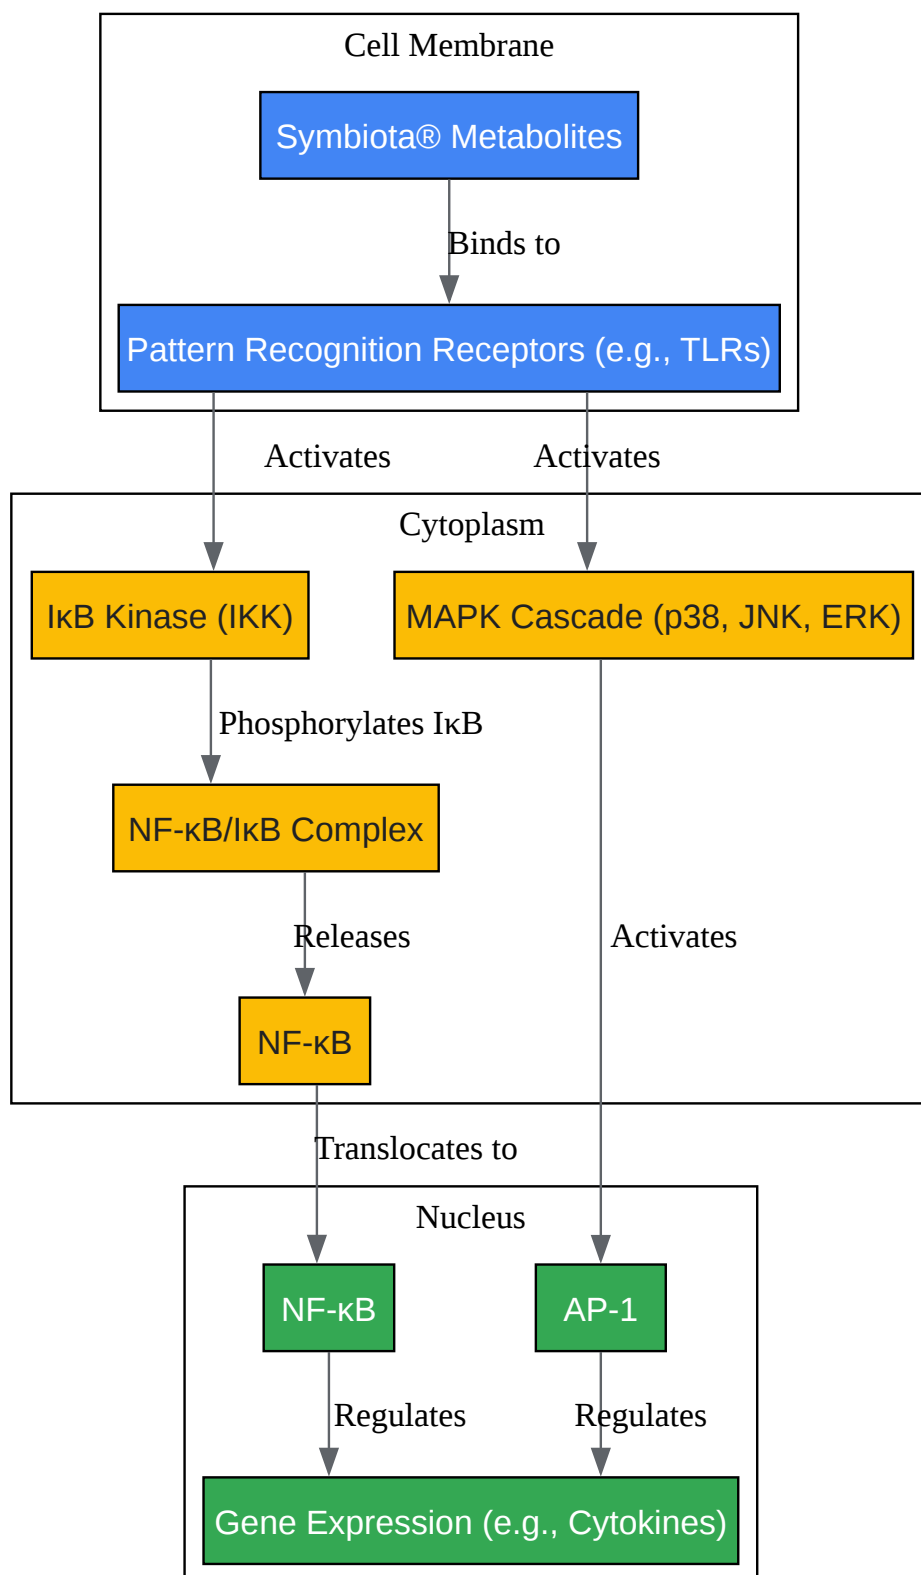 Cell Membrane
Symbiota® Metabolites
Binds to
Pattern Recognition Receptors (e.g., TLRs)
Activates
Activates
Cytoplasm
IκB Kinase (IKK)
MAPK Cascade (p38, JNK, ERK)
Phosphorylates IκB
NF-κB/IκB Complex
Releases
Activates
NF-κB
Translocates to
Nucleus
NF-κB
AP-1
Regulates
Regulates
Gene Expression (e.g., Cytokines)